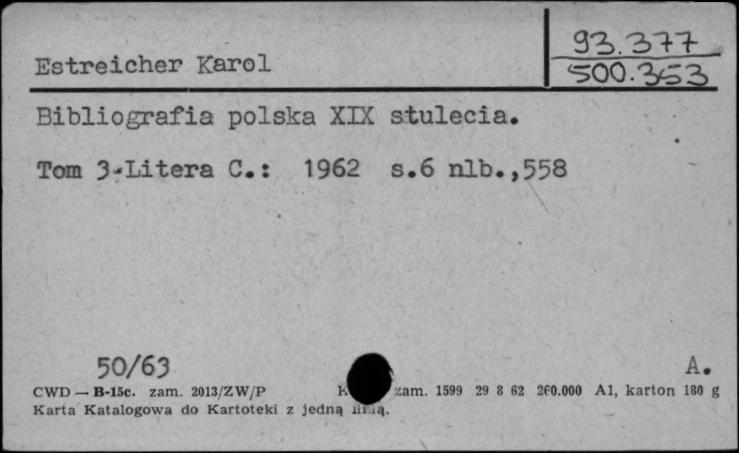 93.377
Estreicher Karol
500.353
Bibliografia polska XIX stulecia.
Tom 3-Litera C.: 1962 s.6 nlb.,558
50/63 A.
CWD — B-15c. zam. 2013/ZW/P zam. 1599 29 8 62 260.000 A1, karton 180 g
Karta Katalogowa do Kartoteki z jedną linią.